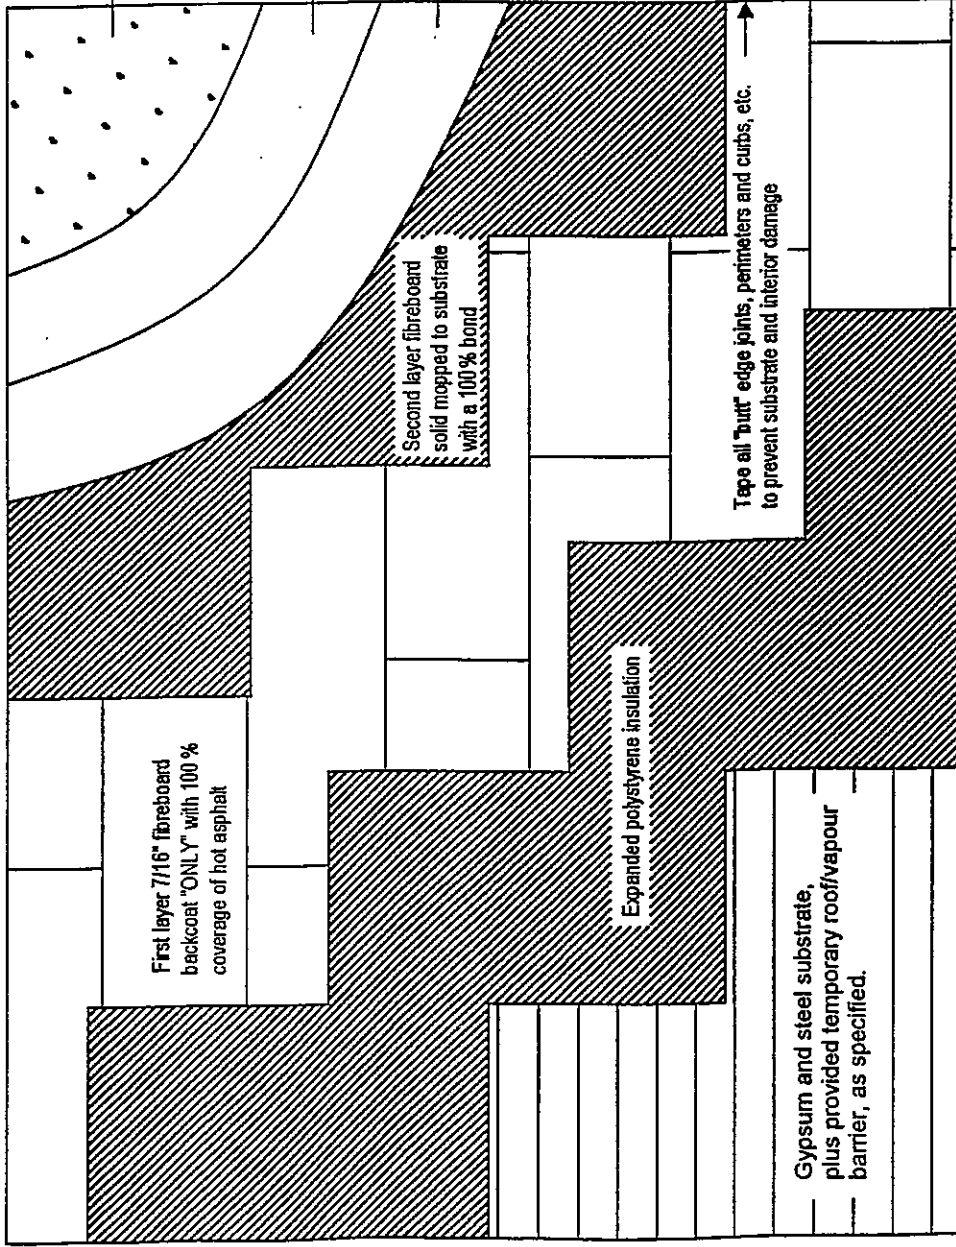 First layer 7/16" fibreboard
backcoat "ONLY" with 100 %
coverage of hot asphalt
Second layer fibreboard
solid mopped to substrate
with a 100% bond
Expanded polystyrene insulation
Tape all "butt" edge joints, perimeters and curbs, etc.
to prevent substrate and interior damage
Gypsum and steel substrate,
plus provided temporary roof/vapour
barrier, as specified.